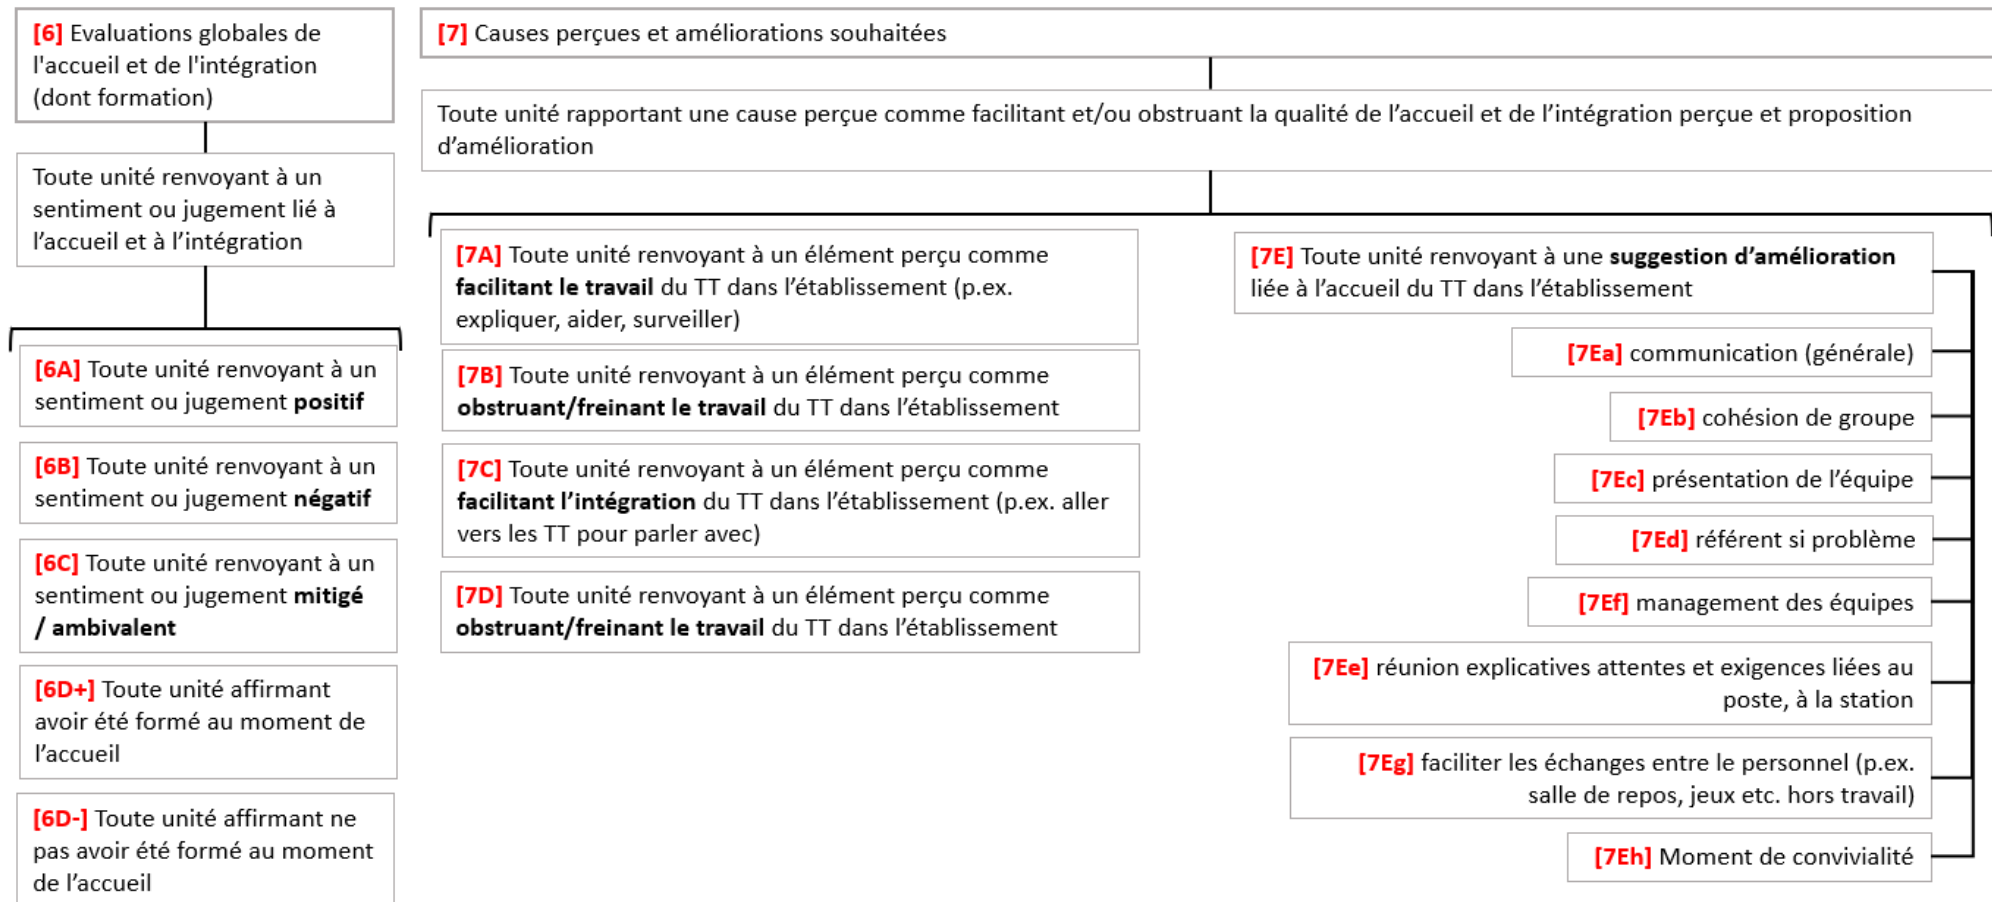 [6] Evaluations globales de
l'accueil et de l'intégration
(dont formation)
Toute unité renvoyant à un
sentiment ou jugement lié à
l’accueil et à l’intégration
[6A] Toute unité renvoyant à un
sentiment ou jugement positif
[6B] Toute unité renvoyant à un
sentiment ou jugement négatif
[6C] Toute unité renvoyant à un
sentiment ou jugement mitigé
/ ambivalent
[6D+] Toute unité affirmant
avoir été formé au moment de
l’accueil
[6D-] Toute unité affirmant ne
pas avoir été formé au moment
de l’accueil
[7] Causes perçues et améliorations souhaitées
Toute unité rapportant une cause perçue comme facilitant et/ou obstruant la qualité de l’accueil et de l’intégration perçue et proposition
d’amélioration
[7A] Toute unité renvoyant à un élément perçu comme
facilitant le travail du TT dans l’établissement (p.ex.
expliquer, aider, surveiller)
[7B] Toute unité renvoyant à un élément perçu comme
obstruant/freinant le travail du TT dans l’établissement
[7C] Toute unité renvoyant à un élément perçu comme
facilitant l’intégration du TT dans l’établissement (p.ex. aller
vers les TT pour parler avec)
[7D] Toute unité renvoyant à un élément perçu comme
obstruant/freinant le travail du TT dans l’établissement
[7E] Toute unité renvoyant à une suggestion d’amélioration
liée à l’accueil du TT dans l’établissement
[7Ea] communication (générale)
[7Eb] cohésion de groupe
[7Ec] présentation de l’équipe
[7Ed] référent si problème
[7Ef] management des équipes
[7Ee] réunion explicatives attentes et exigences liées au
poste, à la station
[7Eg] faciliter les échanges entre le personnel (p.ex.
salle de repos, jeux etc. hors travail)
[7Eh] Moment de convivialité